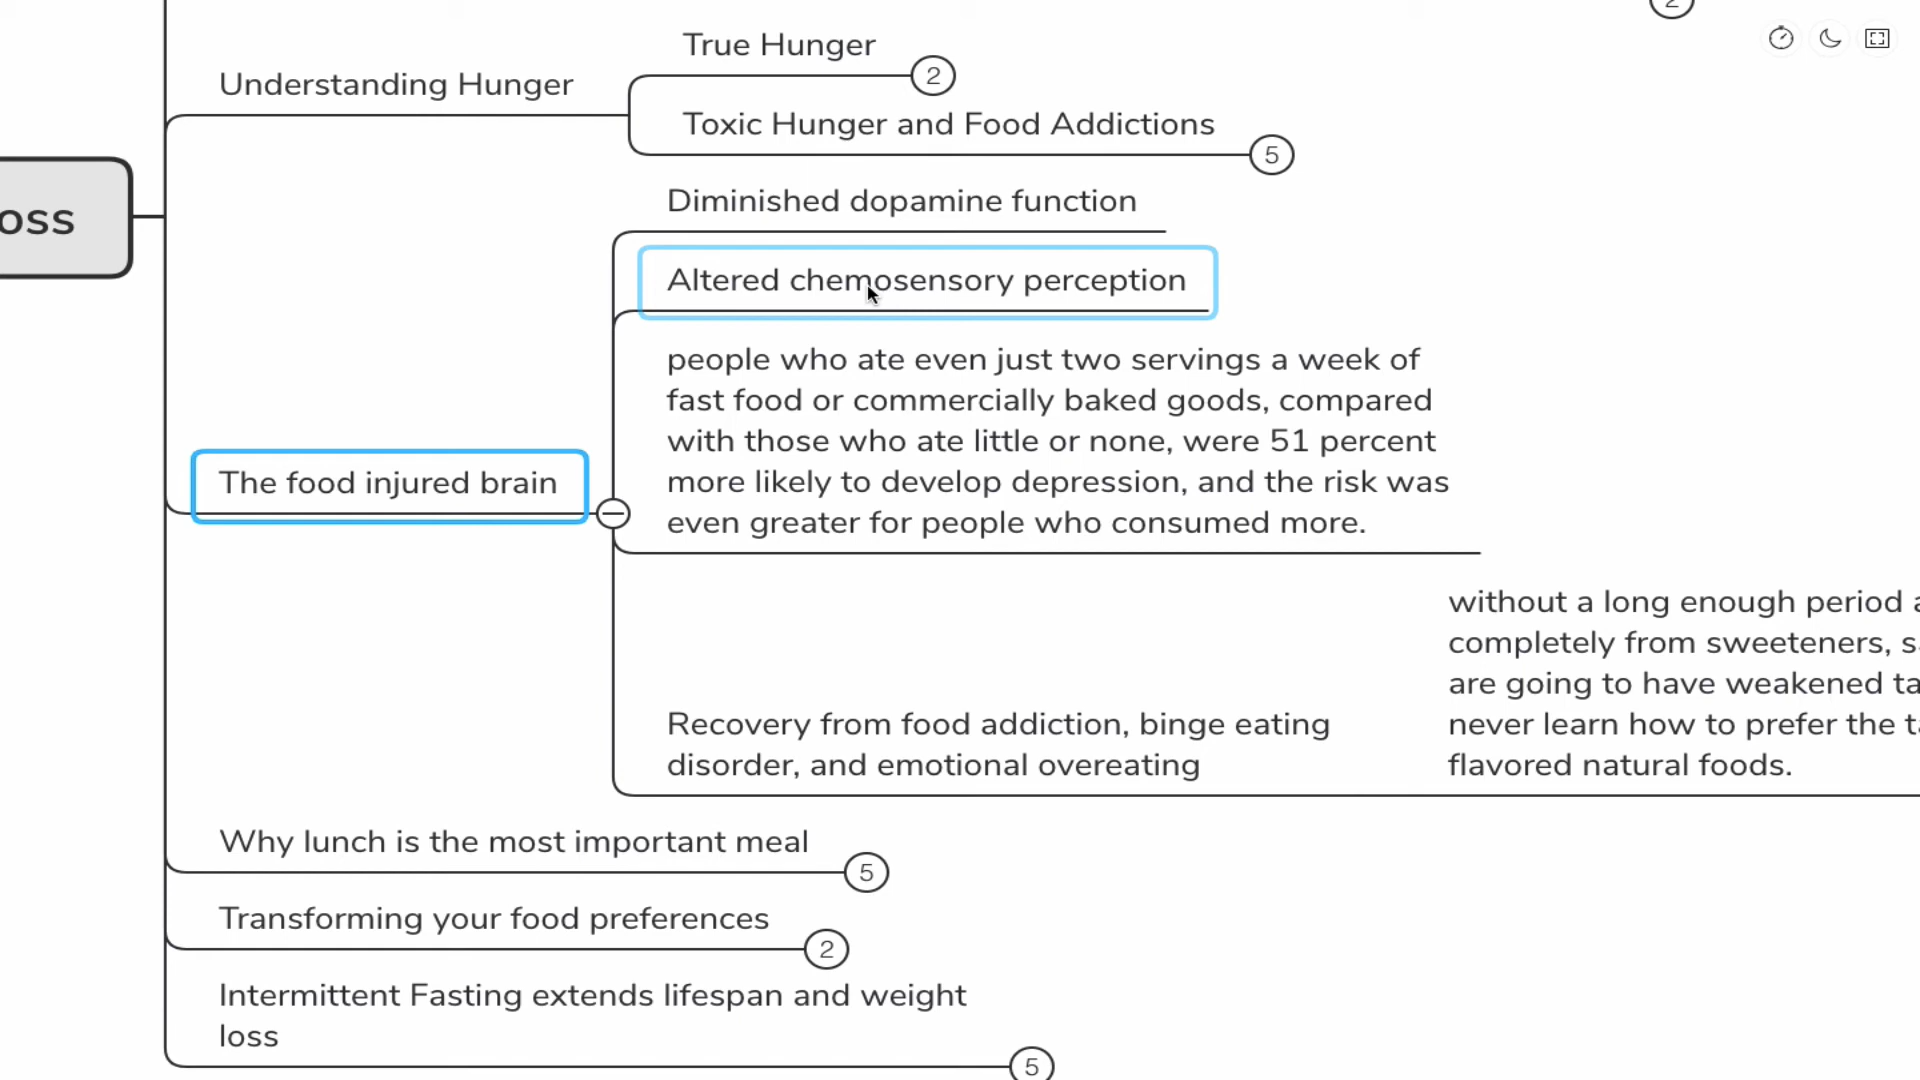 2
True Hunger
2
Understanding Hunger
Toxic Hunger and Food Addictions
5
oss
Diminished dopamine function
Altered chemosensory perception
people who ate even just two servings a week of
fast food or commercially baked goods, compared
with those who ate little or none, were 51 percent
more likely to develop depression, and the risk was
even greater for people who consumed more.
The food injured brain
Recovery from food addiction, binge eating
disorder, and emotional overeating
without a long enough period
completely from sweeteners,
are going to have weakened
never learn how to prefer the
flavored natural foods.
Why lunch is the most important meal
5
Transforming your food preferences
2
Intermittent Fasting extends lifespan and weight
loss
5